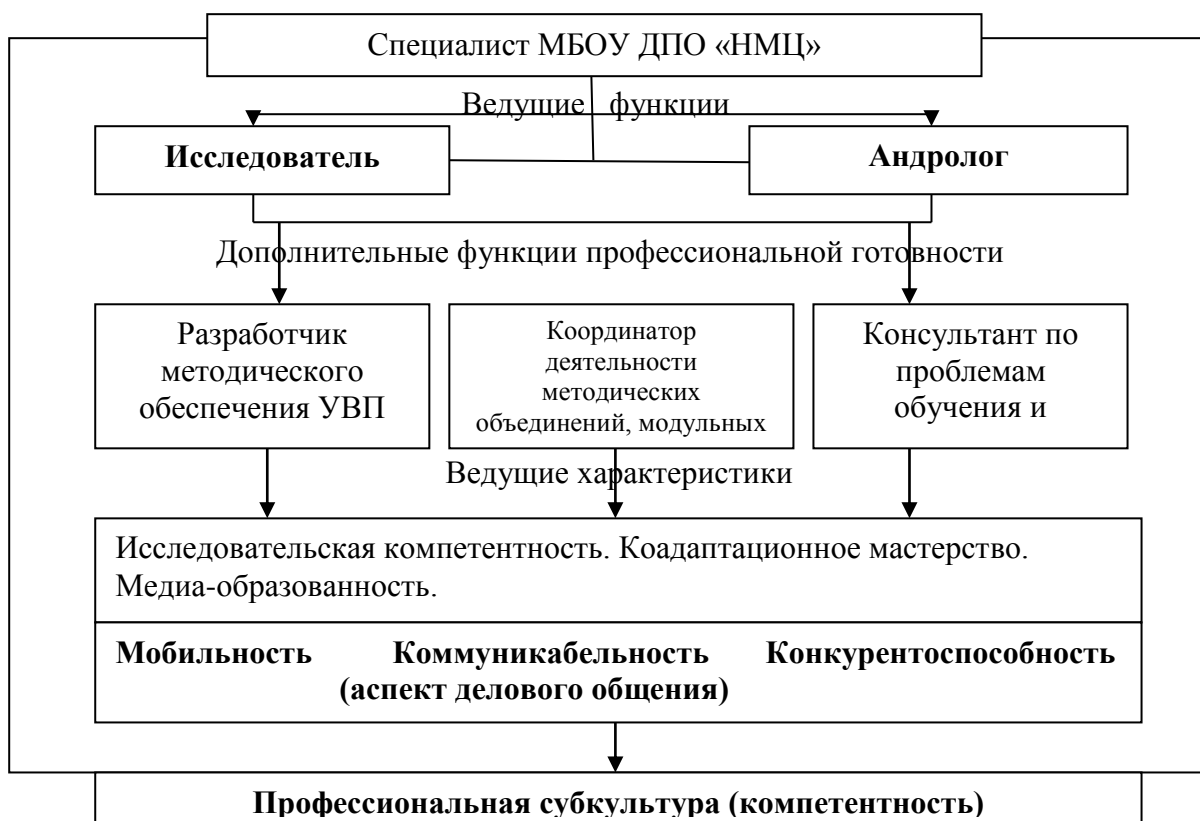 Специалист МБОУ ДПО «НМЦ»
Ведущие функции
Исследователь
Андролог
Дополнительные функции профессиональной готовности
Разработчик
методического
обеспечения УВП
Координатор
деятельности
методических
объединений, модульных
Консультант по
проблемам
обучения и
Ведущие характеристики
Исследовательская компетентность. Коадаптационное мастерство.
Медиа-образованность.
Мобильность Коммуникабельность Конкурентоспособность
(аспект делового общения)
Профессиональная субкультура (компетентность)